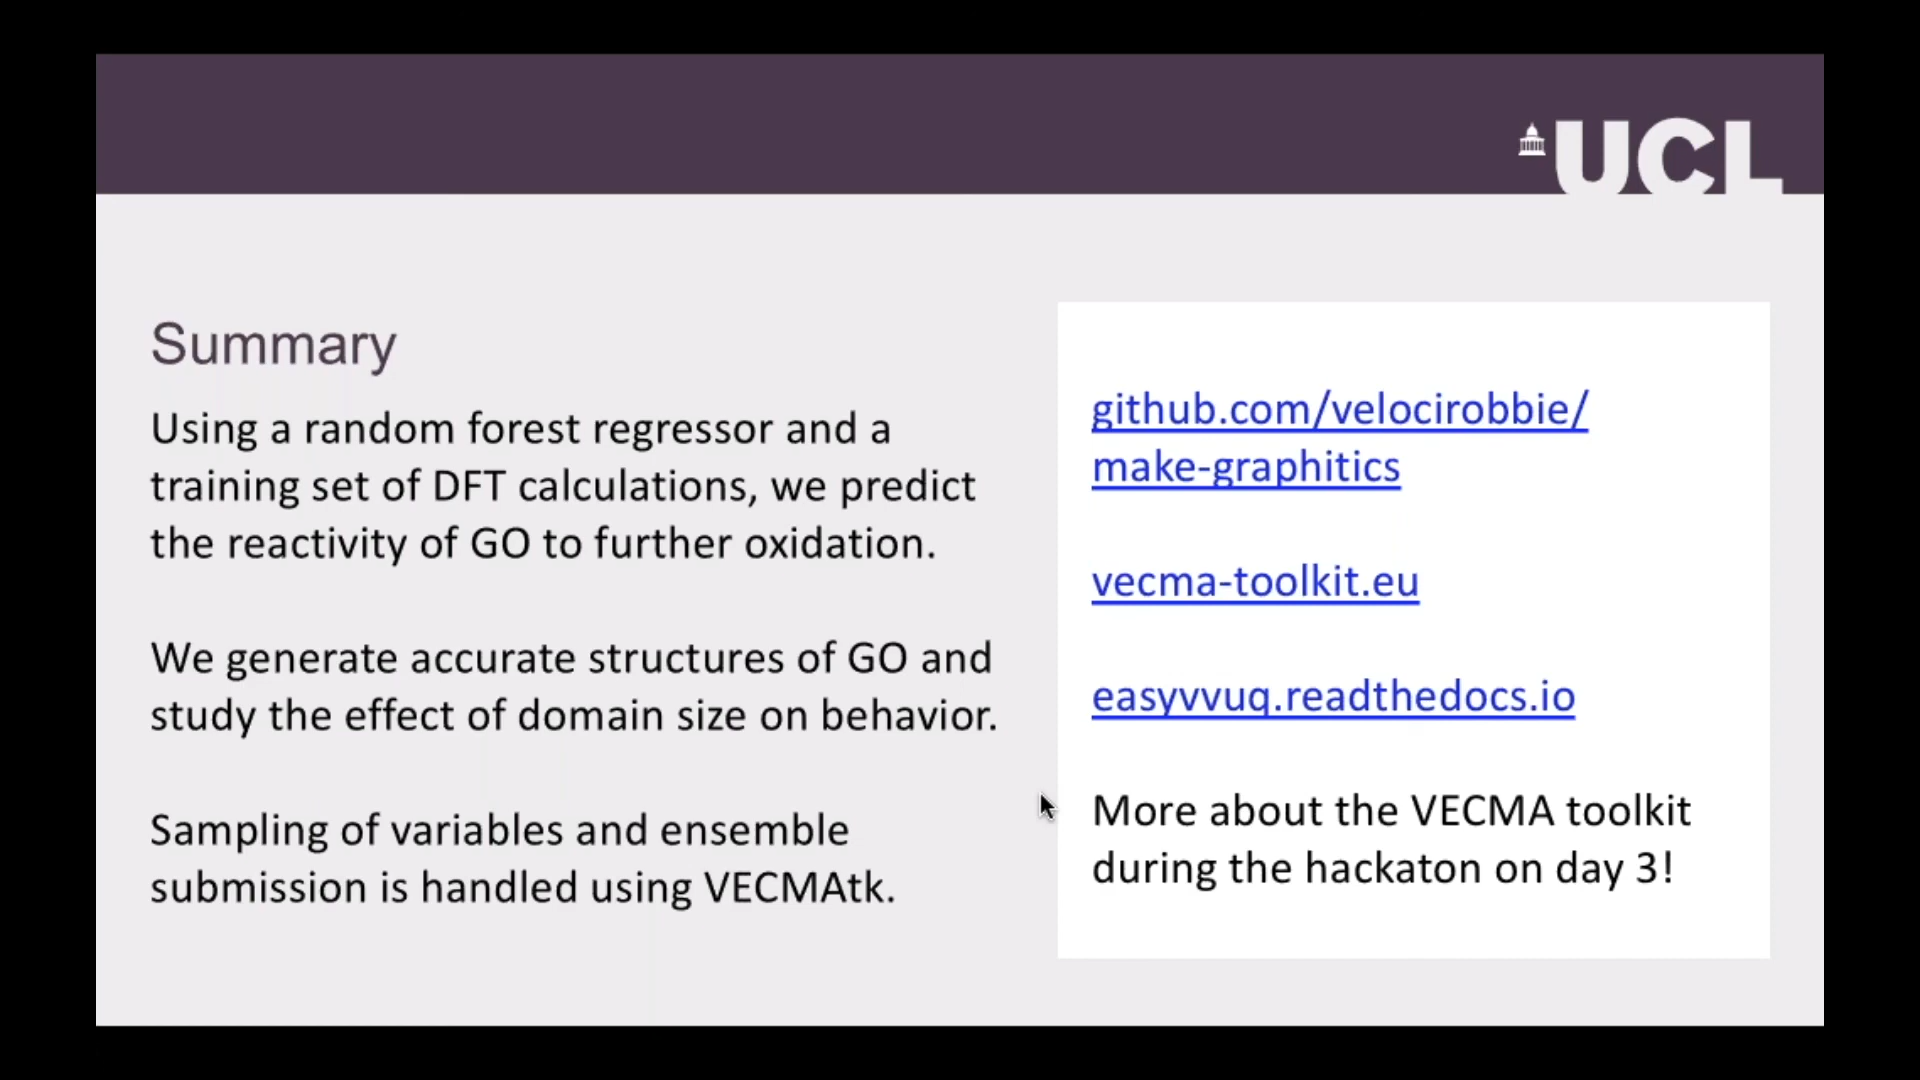 UCL
Summary
Using a random forest regressor and a
training set of DFT calculations, we predict
the reactivity of GO to further oxidation.
We generate accurate structures of GO and
study the effect of domain size on behavior.
Sampling of variables and ensemble
submission is handled using VECMAtk.
github.com/velocirobbie/
make-graphitics
vecma-toolkit.eu
easyvvuq.readthedocs.io
More about the VECMA toolkit
during the hackaton on day 3!